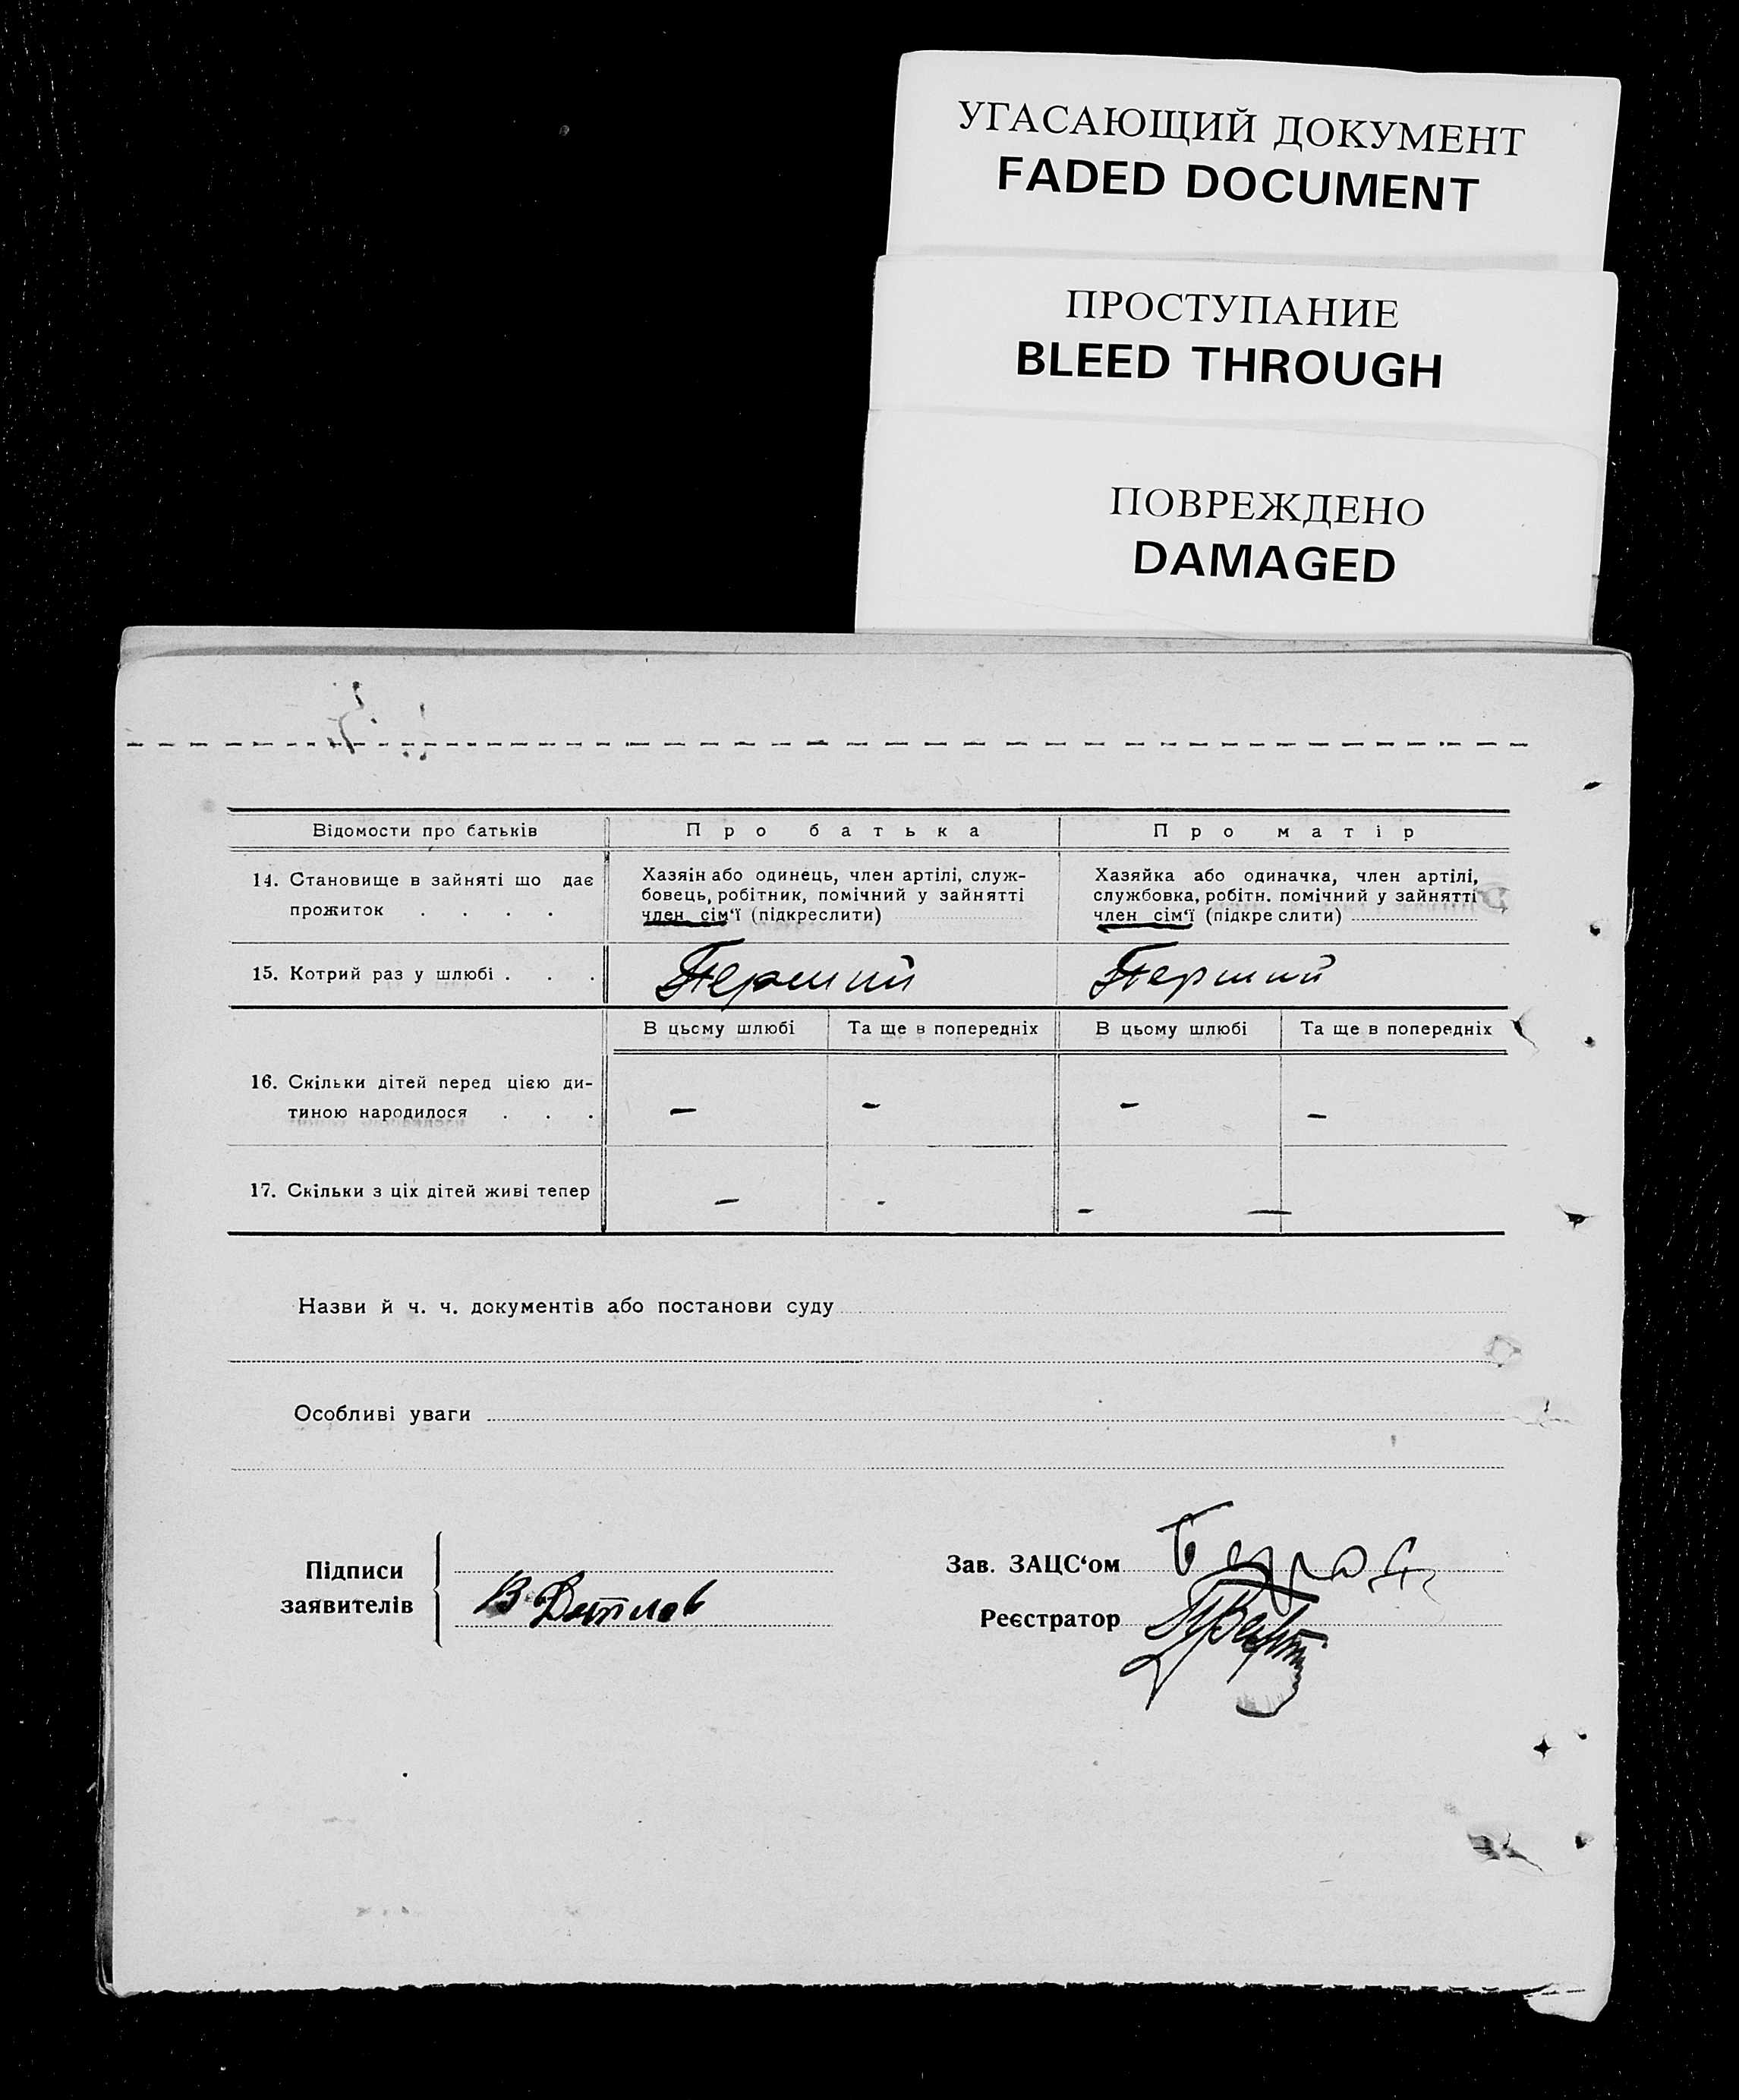 УГАСАЮЩИЙ ДОКУМЕНТ
FADED DOCUMENT
ПРОСТУПАНИЕ
BLEED THROUGH
ПОВРЕЖДЕНО
DAMAGED
Відомости про батьків
Про батька
Про матір
14. Становище в зайняті що дає
прожиток . . . .
Хазяін або одинець, член артілі, служ-
бовець, робітник, помічний у зайнятті
член сім‘ї (підкреслити)
Хазяйка або одиначка, член артілі,
службовка, робітн. помічний у зайнятті
член сім‘ї (підкре слити)
15. Котрий раз у шлюбі . . .
Перший
Перший
В цьому шлюбі
Та ще в попередніх
В цьому шлюбі
Та ще в попередніх
16. Скільки дітей перед цією ди-
тиною народилося . . .
– – – –
17. Скільки з ціх дітей живі тепер
– - - —
Назви й ч. ч. документів або постанови суду
Особливі уваги
Підписи
заявителів
В
Зав. ЗАЦС‘ом
Реєстратор